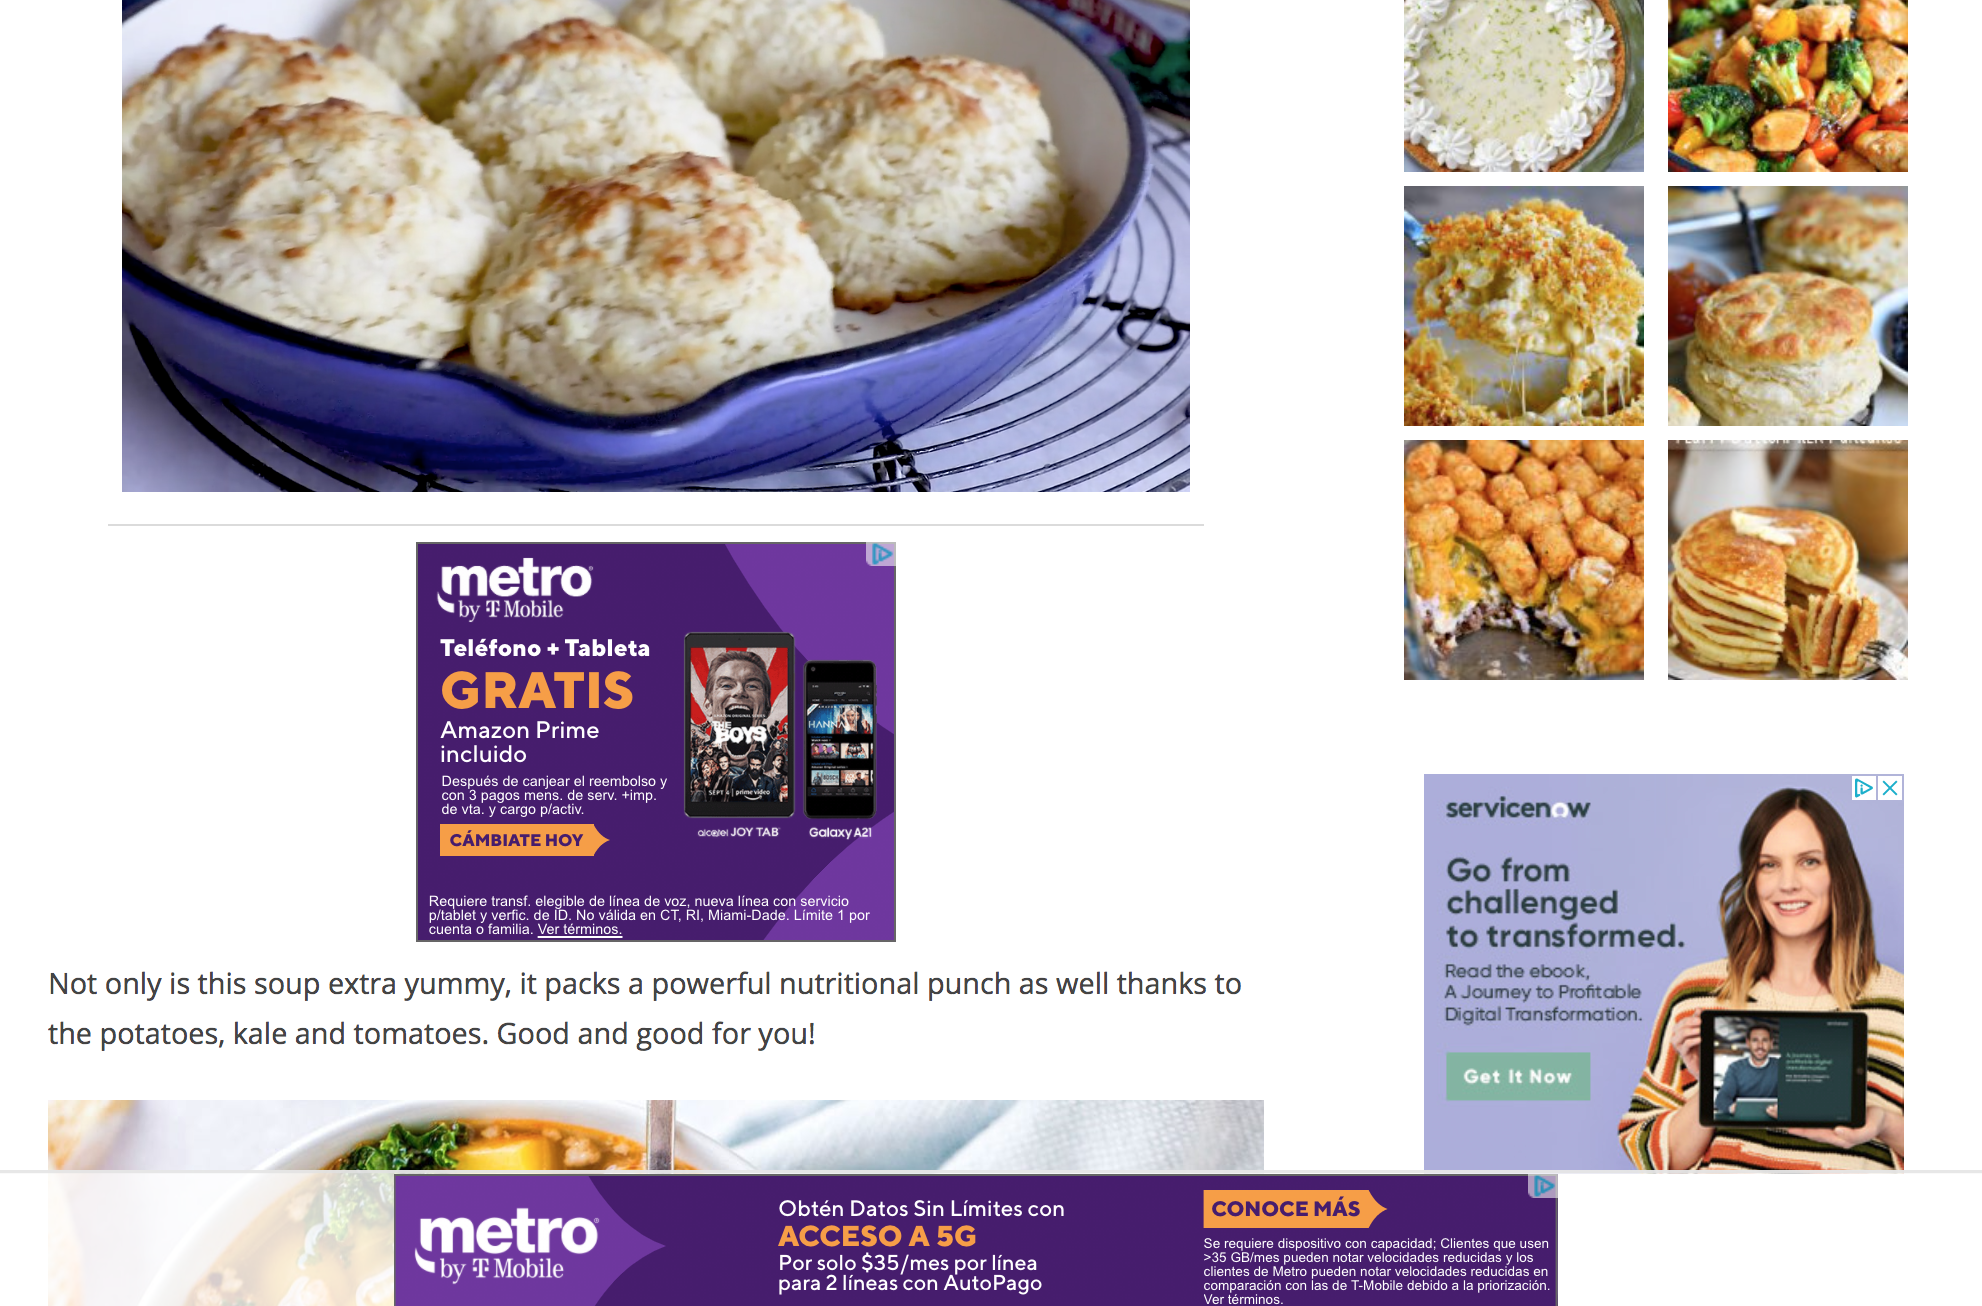 metro
by T Mobile
Teléfono + Tableta
GRATIS
Amazon Prime
incluido
Después de canjear el reembolso y
con 3 pagos mens. de serv. +imp.
de vta. y cargo p/activ.
CÁMBIATE HOY
THE
BOYS
SEPT 4 | prime video
HANNA
alcatel JOY TAB
Galaxy A21
Requiere transf. elegible de línea de voz, nueva línea con servicio
p/tablet y verfic. de ID. No válida en CT, RI, Miami-Dade. Límite 1 por
cuenta o familia. Ver términos.
servicenow
Go from
challenged
to transformed.
Read the ebook,
A Journey to Profitable
Digital Transformation.
Get It Now
Not only is this soup extra yummy, it packs a powerful nutritional punch as well thanks to
the potatoes, kale and tomatoes. Good and good for you!
metro
by T Mobile
Obtén Datos Sin Límites con
ACCESO A 5G
Por solo $35/mes por línea
para 2 líneas con AutoPago
CONOCE MÁS
Se requiere dispositivo con capacidad; Clientes que usen
>35 GB/mes pueden notar velocidades reducidas y los
clientes de Metro pueden notar velocidades reducidas en
comparación con las de T-Mobile debido a la priorización.
Ver términos.